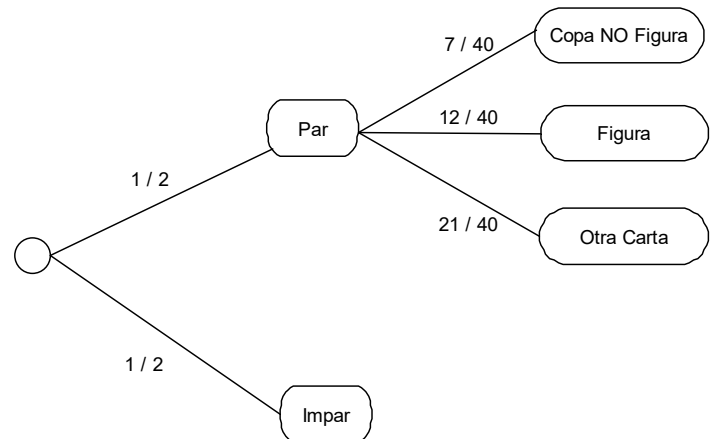 7 / 40
Copa NO Figura
12 / 40
Par
Figura
1 / 2
21 / 40
Otra Carta
1 / 2
Impar